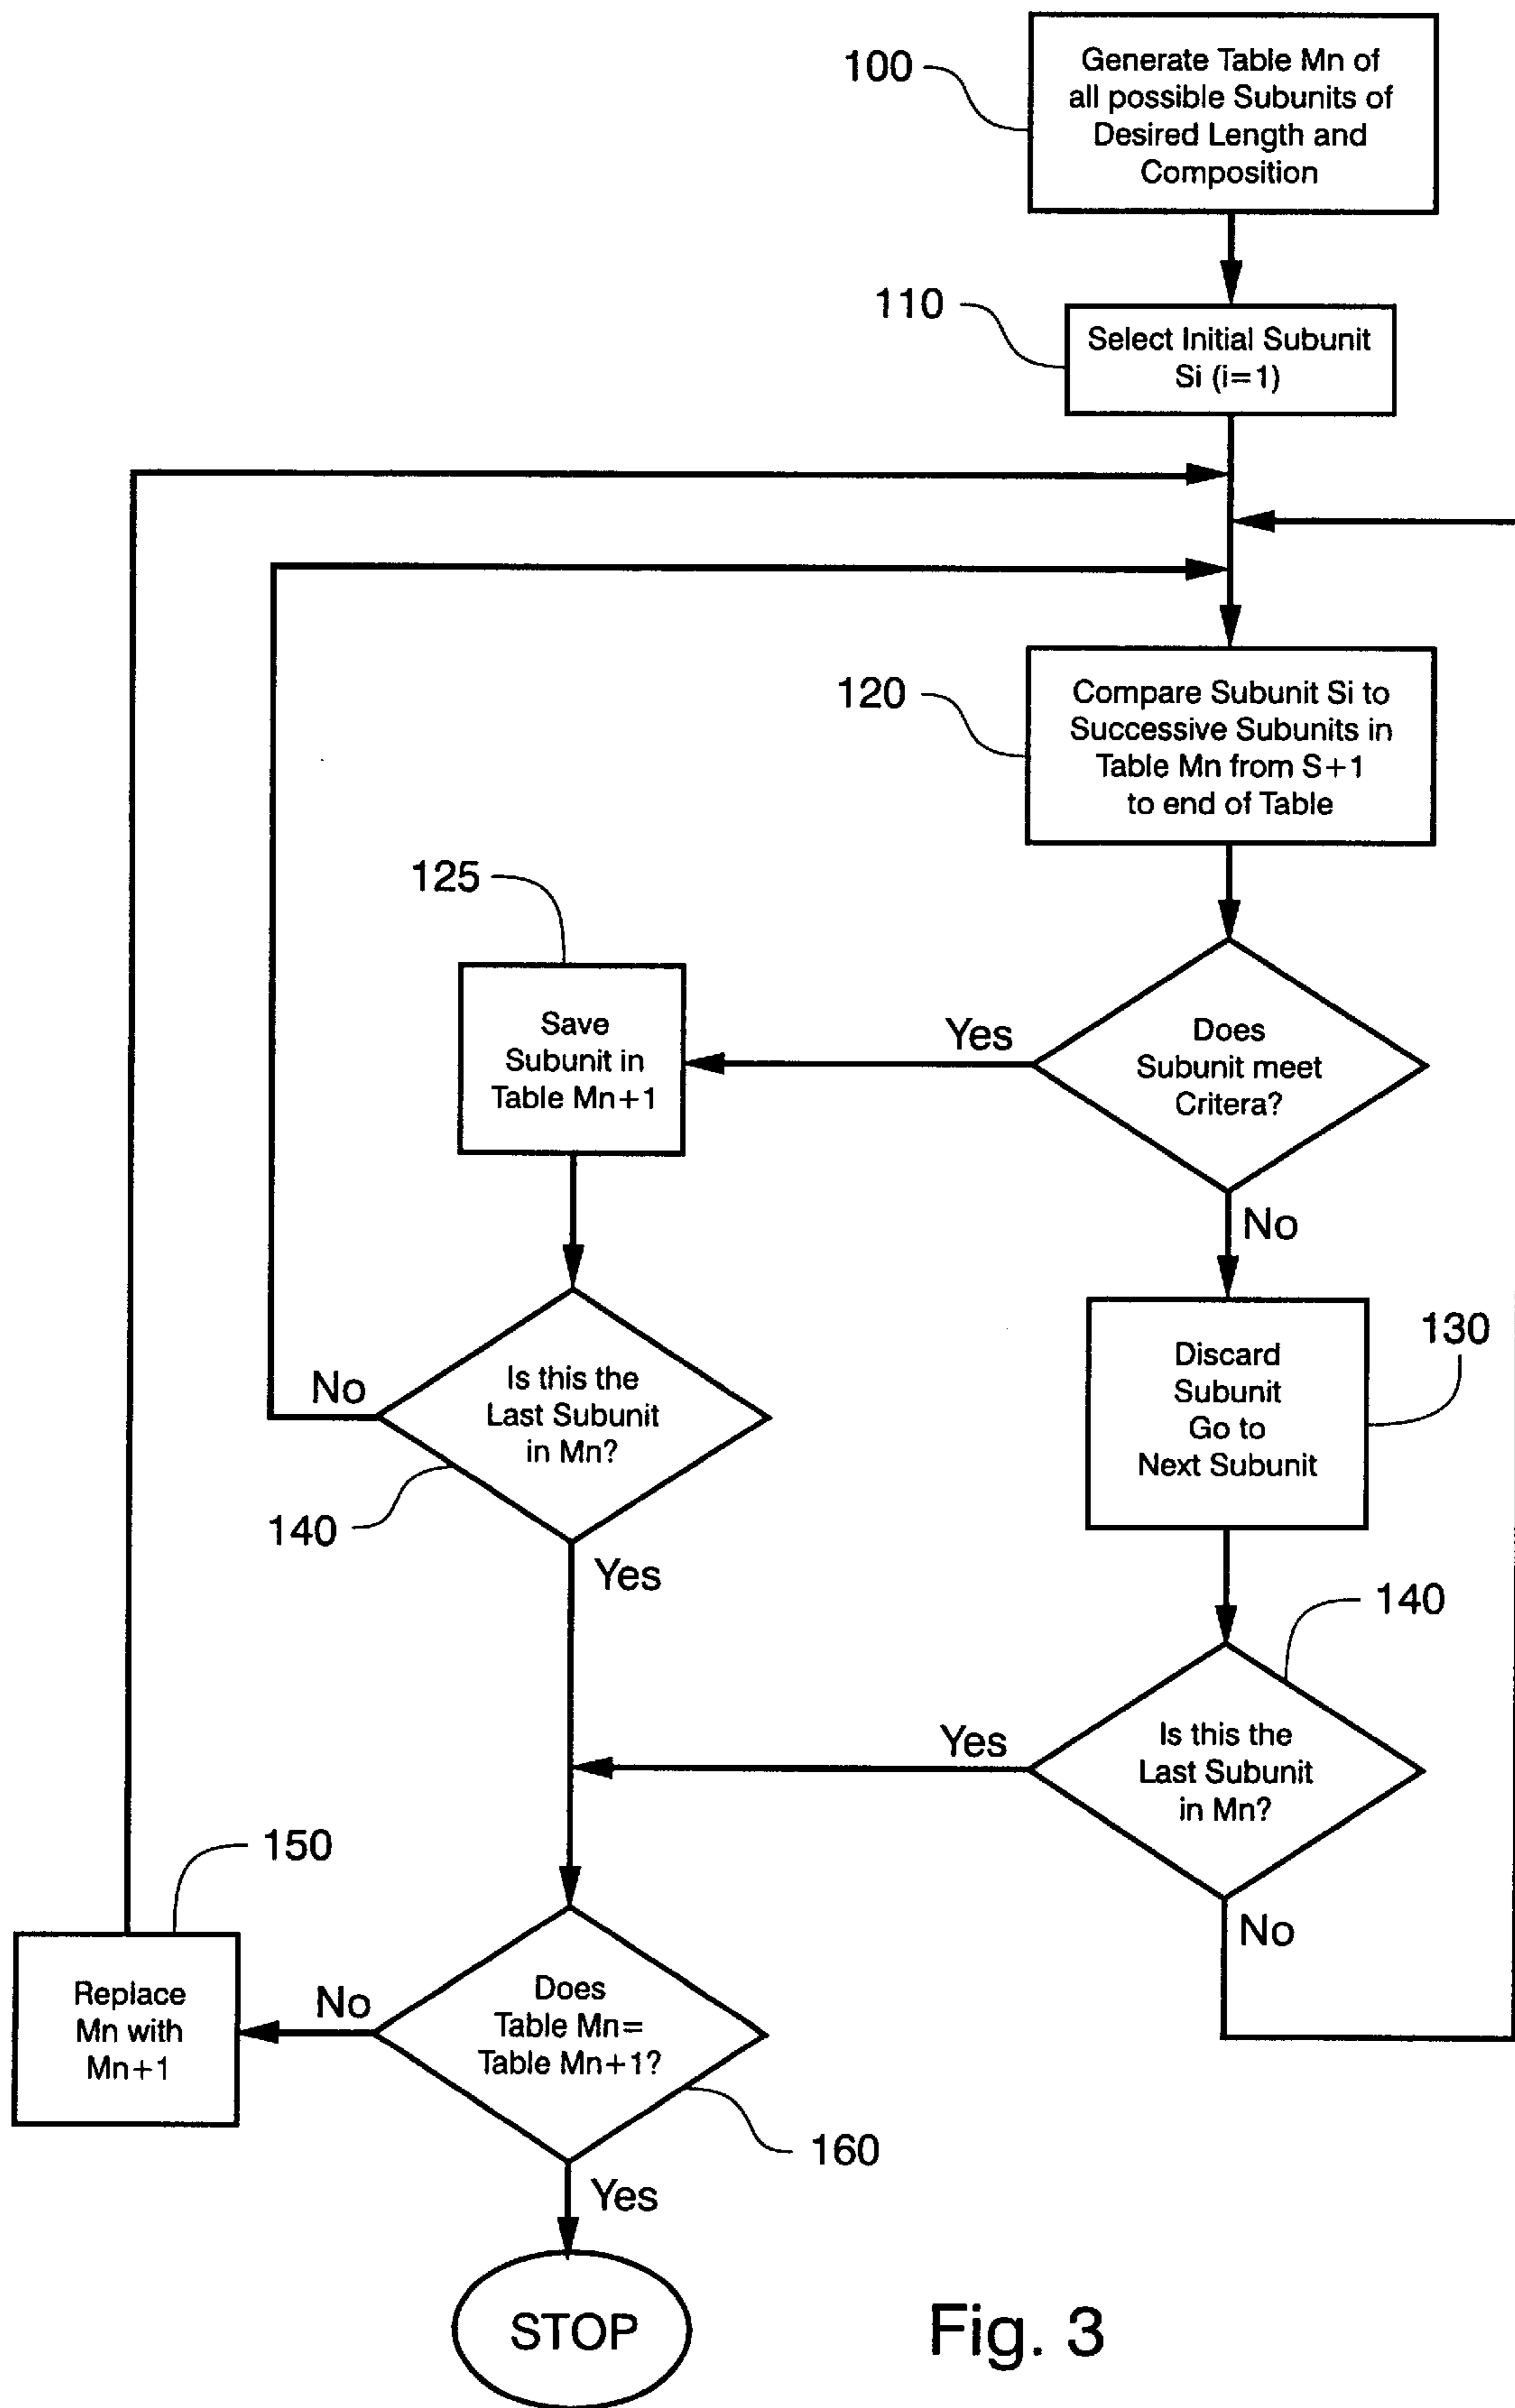 100
Generate Table Mn of
all possible Subunits of
Desired Length and
Composition
110
Select Initial Subunit
Si (i=1)
120
Compare Subunit Si to
Successive Subunits in
Table Mn from S+1
to end of Table
125
Save
Subunit in
Table Mn+1
Yes
Does
Subunit meet
Critera?
No
130
Discard
Subunit
Go to
Next Subunit
No
Is this the
Last Subunit
in Mn?
140
Yes
140
Yes
Is this the
Last Subunit
in Mn?
No
150
Replace
Mn with
Mn+1
No
Does
Table Mn=
Table Mn+1?
160
Yes
STOP
Fig. 3